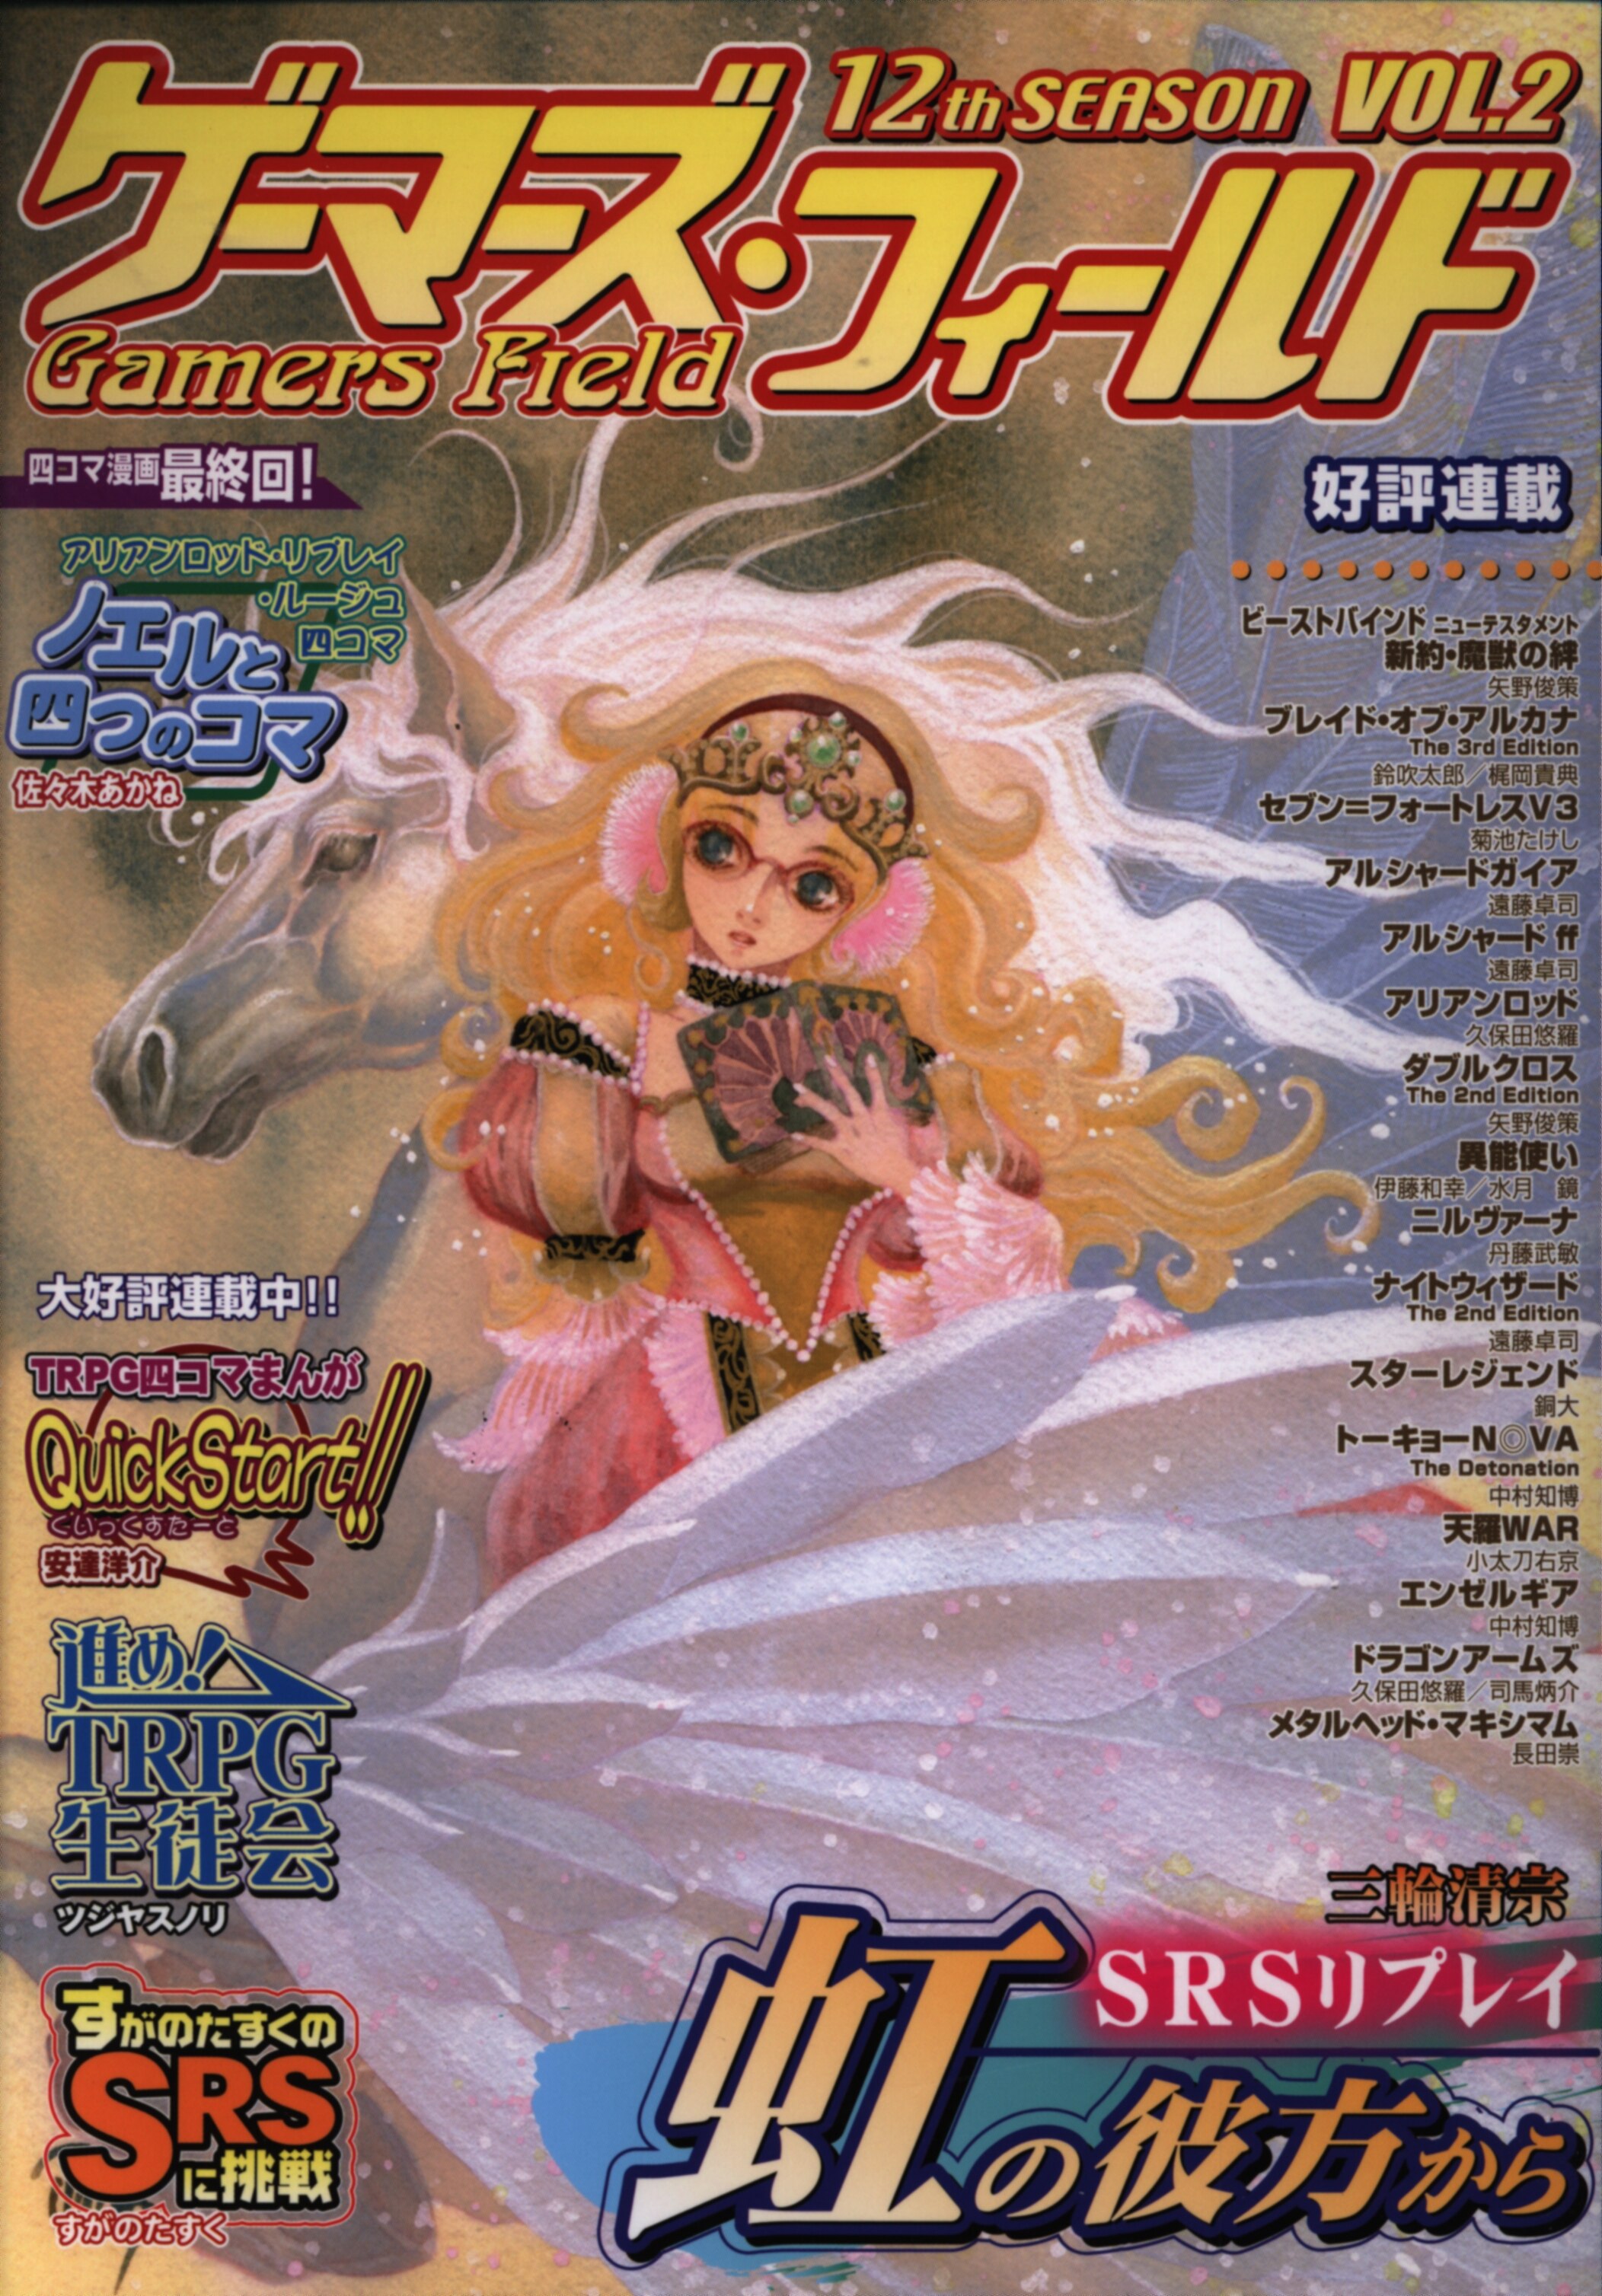 12th SEASON VOL.2
ゲーマーズ・フィールド
Gamers Field
四コマ漫画最終回!
アリアンロッド・リプレイ
・ルージュ
四コマ
ノエルと
四つのコマ
佐々木あかね
大好評連載中!!
TRPG四コマまんが
QuickStart!!
くいっくすたーと
安達洋介
進め!
TRPG
生徒会
ツジヤスノリ
すがのたすくの
SRS
に挑戦
すがのたすく
好評連載
ビーストバインド ニューテスタメント
新約・魔獣の絆
矢野俊策
ブレイド・オブ・アルカナ
The 3rd Edition
鈴吹太郎／梶岡貴典
セブン=フォートレスV3
菊池たけし
アルシャードガイア
遠藤卓司
アルシャード ff
遠藤卓司
アリアンロッド
久保田悠羅
ダブルクロス
The 2nd Edition
矢野俊策
異能使い
伊藤和幸／水月 鏡
ニルヴァーナ
丹藤武敏
ナイトウィザード
The 2nd Edition
遠藤卓司
スターレジェンド
銅大
トーキョーN◎VA
The Detonation
中村知博
天羅WAR
小太刀右京
エンゼルギア
中村知博
ドラゴンアームズ
久保田悠羅／司馬炳介
メタルヘッド・マキシマム
長田崇
三輪清宗
SRSリプレイ
虹の彼方から